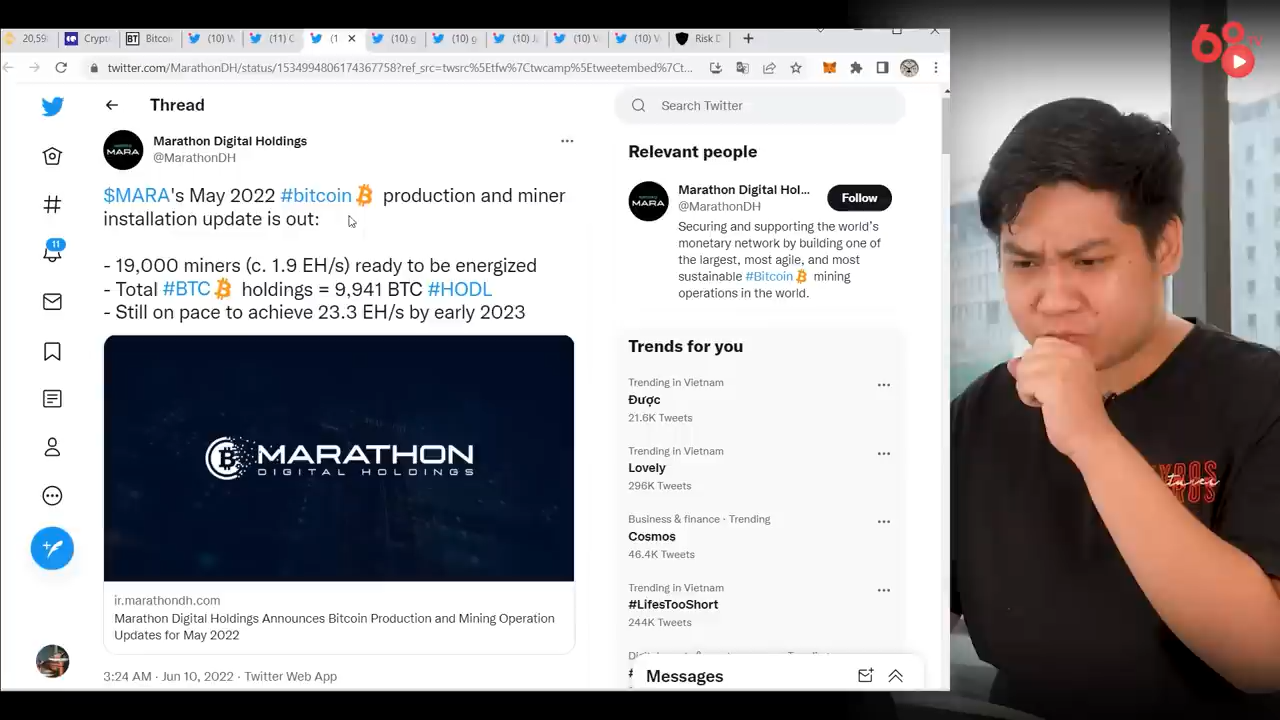 20,59
Crypt
BT Bitcoi
(10) W
(11) C
(1
(10) g
(10) g
(10) J
(10) V
(10) V
Risk D
68
TV
twitter.com/MarathonDH/status/1534994806174367758?ref_src=twsrc%5Etfw%7Ctwcamp%5Etweetembed%7Ct...
Thread
Search Twitter
MARA
Marathon Digital Holdings
@MarathonDH
$MARA's May 2022 #bitcoin production and miner
installation update is out:
- 19,000 miners (c. 1.9 EH/s) ready to be energized
- Total #BTC holdings = 9,941 BTC #HODL
- Still on pace to achieve 23.3 EH/s by early 2023
MARATHON
DIGITAL HOLDINGS
ir.marathondh.com
Marathon Digital Holdings Announces Bitcoin Production and Mining Operation
Updates for May 2022
3:24 AM · Jun 10, 2022 · Twitter Web App
11
Relevant people
MARA
Marathon Digital Hol...
@MarathonDH
Follow
Securing and supporting the world's
monetary network by building one of
the largest, most agile, and most
sustainable #Bitcoin mining
operations in the world.
Trends for you
Trending in Vietnam
Được
21.6K Tweets
Trending in Vietnam
Lovely
296K Tweets
Business & finance · Trending
Cosmos
46.4K Tweets
Trending in Vietnam
#LifesTooShort
244K Tweets
Messages